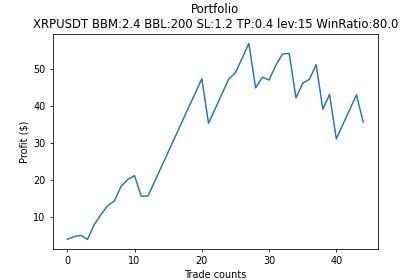 Portfolio
XRPUSDT BBM:2.4 BBL:200 SL:1.2 TP:0.4 lev:15 WinRatio:80.0
Profit ($)
50
40
30
20
10
0 10 20 30 40
Trade counts